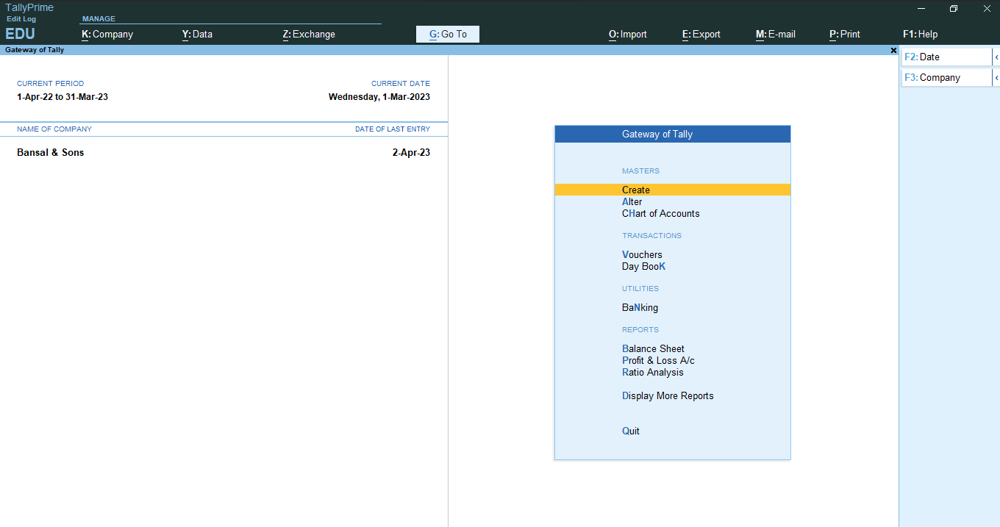 TallyPrime
Edit Log
MANAGE
EDU
K: Company
Y: Data
Z: Exchange
G: Go To
O: Import
E: Export
M: E-mail
P: Print
F1: Help
Gateway of Tally
F2: Date
F3: Company
CURRENT PERIOD
CURRENT DATE
1-Apr-22 to 31-Mar-23
Wednesday, 1-Mar-2023
NAME OF COMPANY
DATE OF LAST ENTRY
Bansal & Sons
2-Apr-23
Gateway of Tally
MASTERS
Create
Alter
CHart of Accounts
TRANSACTIONS
Vouchers
Day BooK
UTILITIES
BaNking
REPORTS
Balance Sheet
Profit & Loss A/c
Ratio Analysis
Display More Reports
Quit